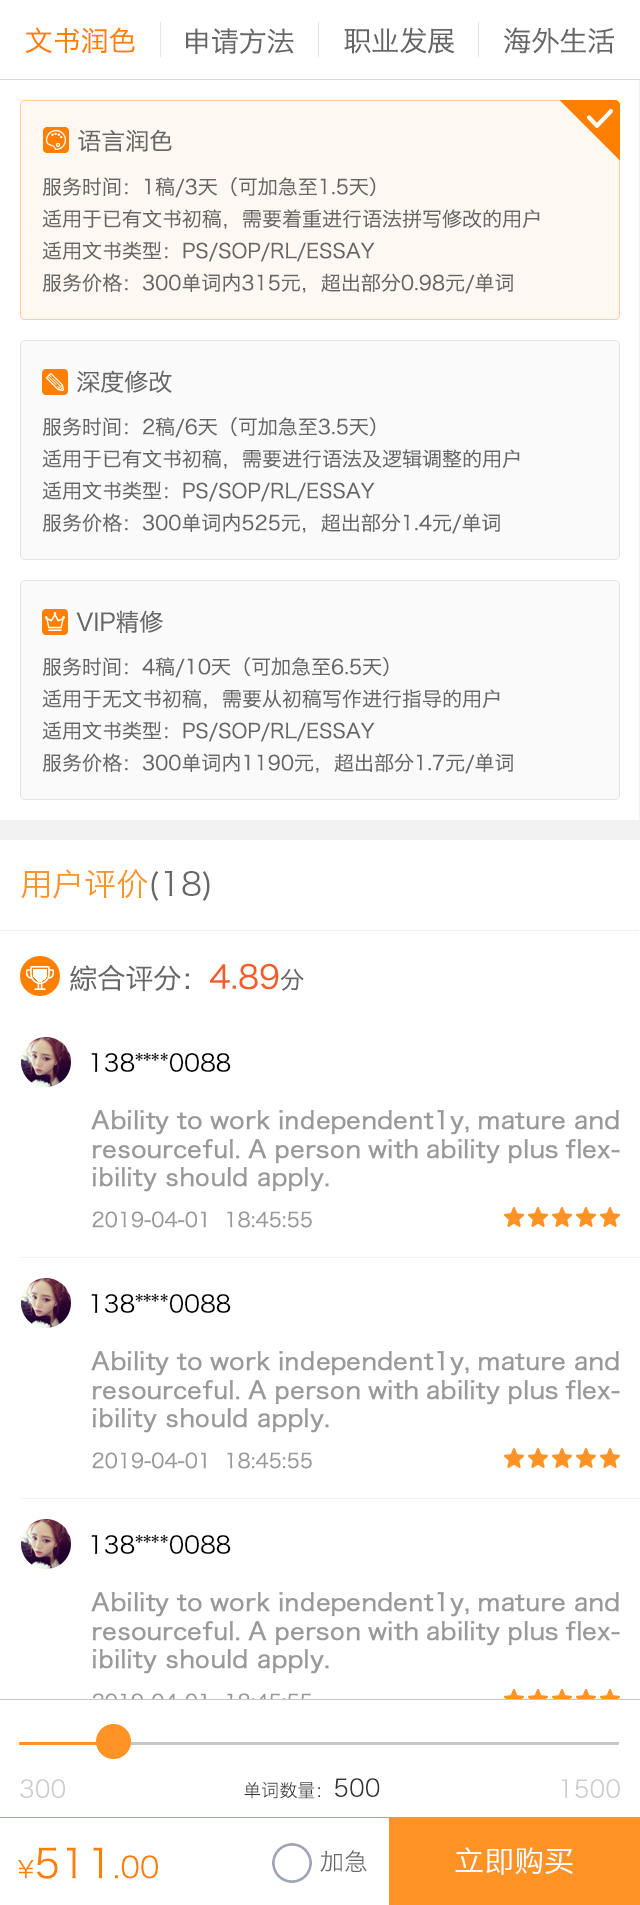 文书润色 申请方法 职业发展 海外生活
语言润色
服务时间：1稿/3天（可加急至1.5天）
适用于已有文书初稿，需要着重进行语法拼写修改的用户
适用文书类型：PS/SOP/RL/ESSAY
服务价格：300单词内315元，超出部分0.98元/单词
深度修改
服务时间：2稿/6天（可加急至3.5天）
适用于已有文书初稿，需要进行语法及逻辑调整的用户
适用文书类型：PS/SOP/RL/ESSAY
服务价格：300单词内525元，超出部分1.4元/单词
VIP精修
服务时间：4稿/10天（可加急至6.5天）
适用于无文书初稿，需要从初稿写作进行指导的用户
适用文书类型：PS/SOP/RL/ESSAY
服务价格：300单词内1190元，超出部分1.7元/单词
用户评价(18)
綜合评分：4.89分
138****0088
Ability to work independent1y, mature and
resourceful. A person with ability plus flex-
ibility should apply.
2019-04-01 18:45:55
138****0088
Ability to work independent1y, mature and
resourceful. A person with ability plus flex-
ibility should apply.
2019-04-01 18:45:55
138****0088
Ability to work independent1y, mature and
resourceful. A person with ability plus flex-
ibility should apply.
2019-04-01 18:45:55
300 单词数量：500 1500
¥511.00 加急 立即购买